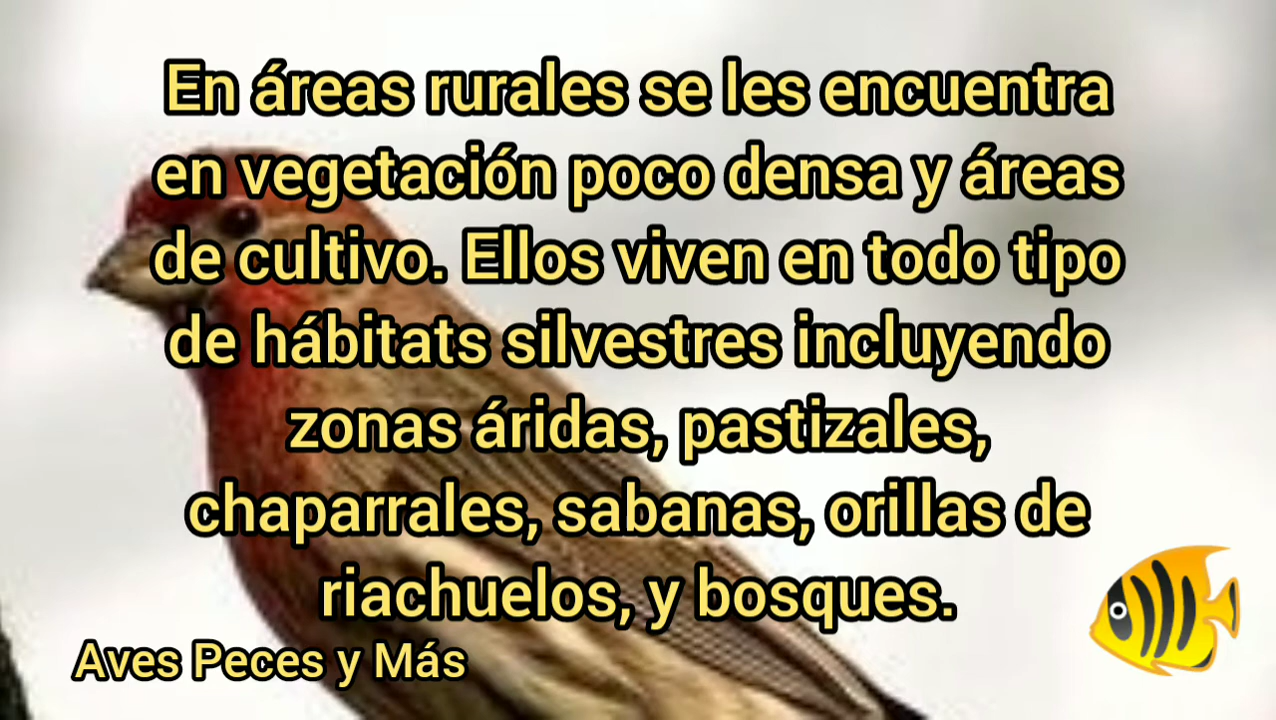 En áreas rurales se les encuentra
en vegetación poco densa y áreas
de cultivo. Ellos viven en todo tipo
de hábitats silvestres incluyendo
zonas áridas, pastizales,
chaparrales, sabanas, orillas de
riachuelos, y bosques.
Aves Peces y Más